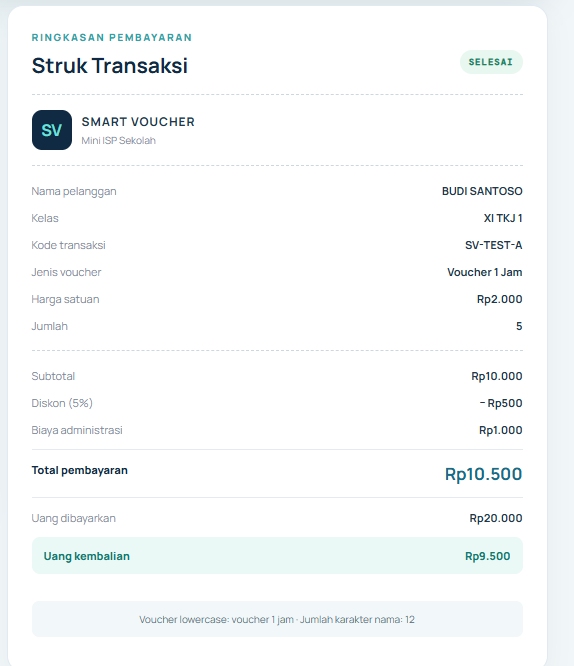 RINGKASAN PEMBAYARAN
Struk Transaksi
SELESAI
SV
SMART VOUCHER
Mini ISP Sekolah
Nama pelanggan BUDI SANTOSO
Kelas XI TKJ 1
Kode transaksi SV-TEST-A
Jenis voucher Voucher 1 Jam
Harga satuan Rp2.000
Jumlah 5
Subtotal Rp10.000
Diskon (5%) − Rp500
Biaya administrasi Rp1.000
Total pembayaran Rp10.500
Uang dibayarkan Rp20.000
Uang kembalian Rp9.500
Voucher lowercase: voucher 1 jam · Jumlah karakter nama: 12